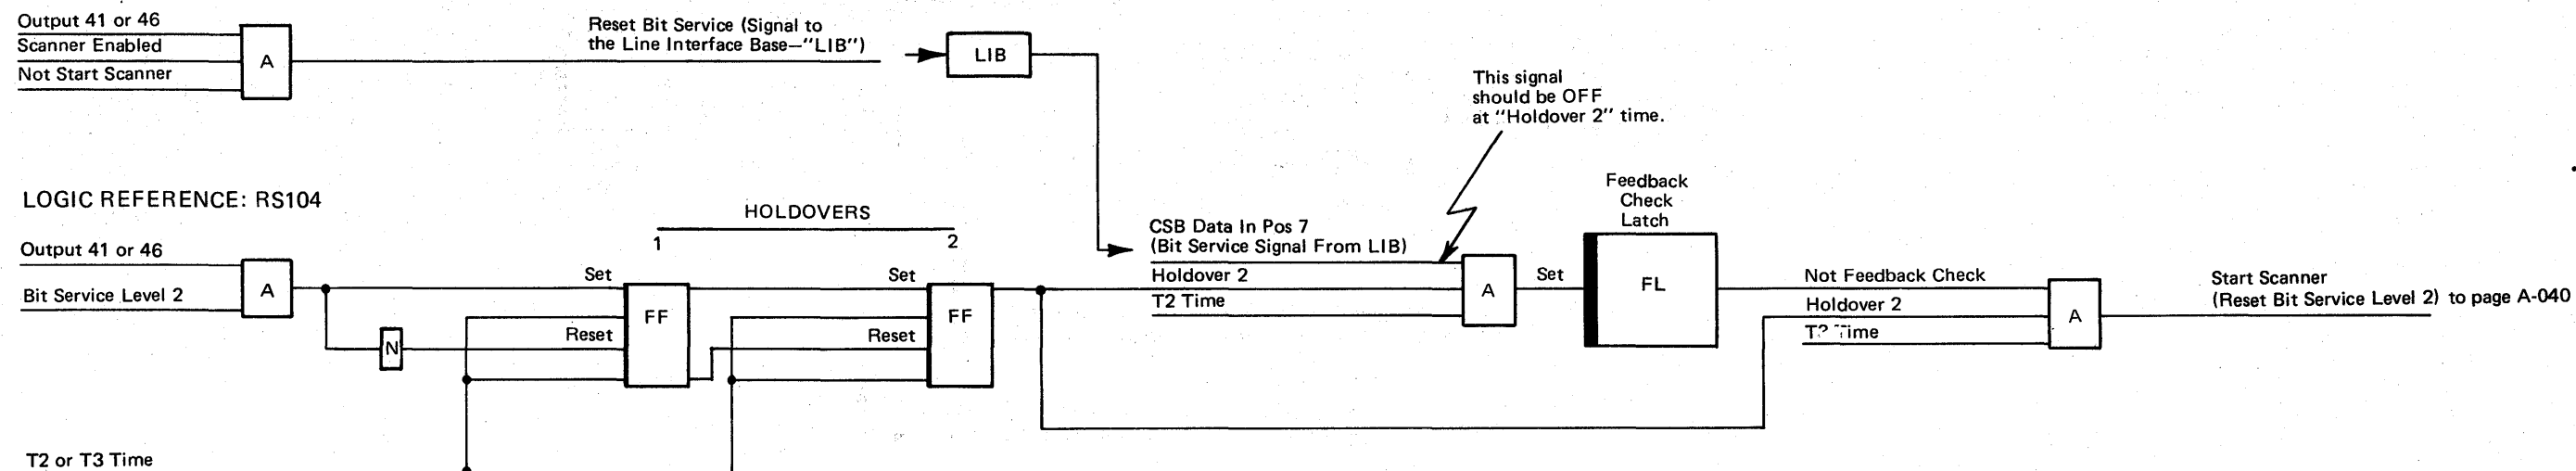 Output 41 or 46
Scanner Enabled
Not Start Scanner
A
Reset Bit Service (Signal to
the Line Interface Base—"LIB")
LIB
This signal
should be OFF
at "Holdover 2" time.
LOGIC REFERENCE: RS104
HOLDOVERS
1
2
Output 41 or 46
Bit Service Level 2
A
N
Set
Reset
FF
Set
Reset
FF
CSB Data In Pos 7
(Bit Service Signal From LIB)
Holdover 2
T2 Time
A
Set
Feedback
Check
Latch
FL
Not Feedback Check
Holdover 2
Time
A
Start Scanner
(Reset Bit Service Level 2) to page A-040
T2 or T3 Time